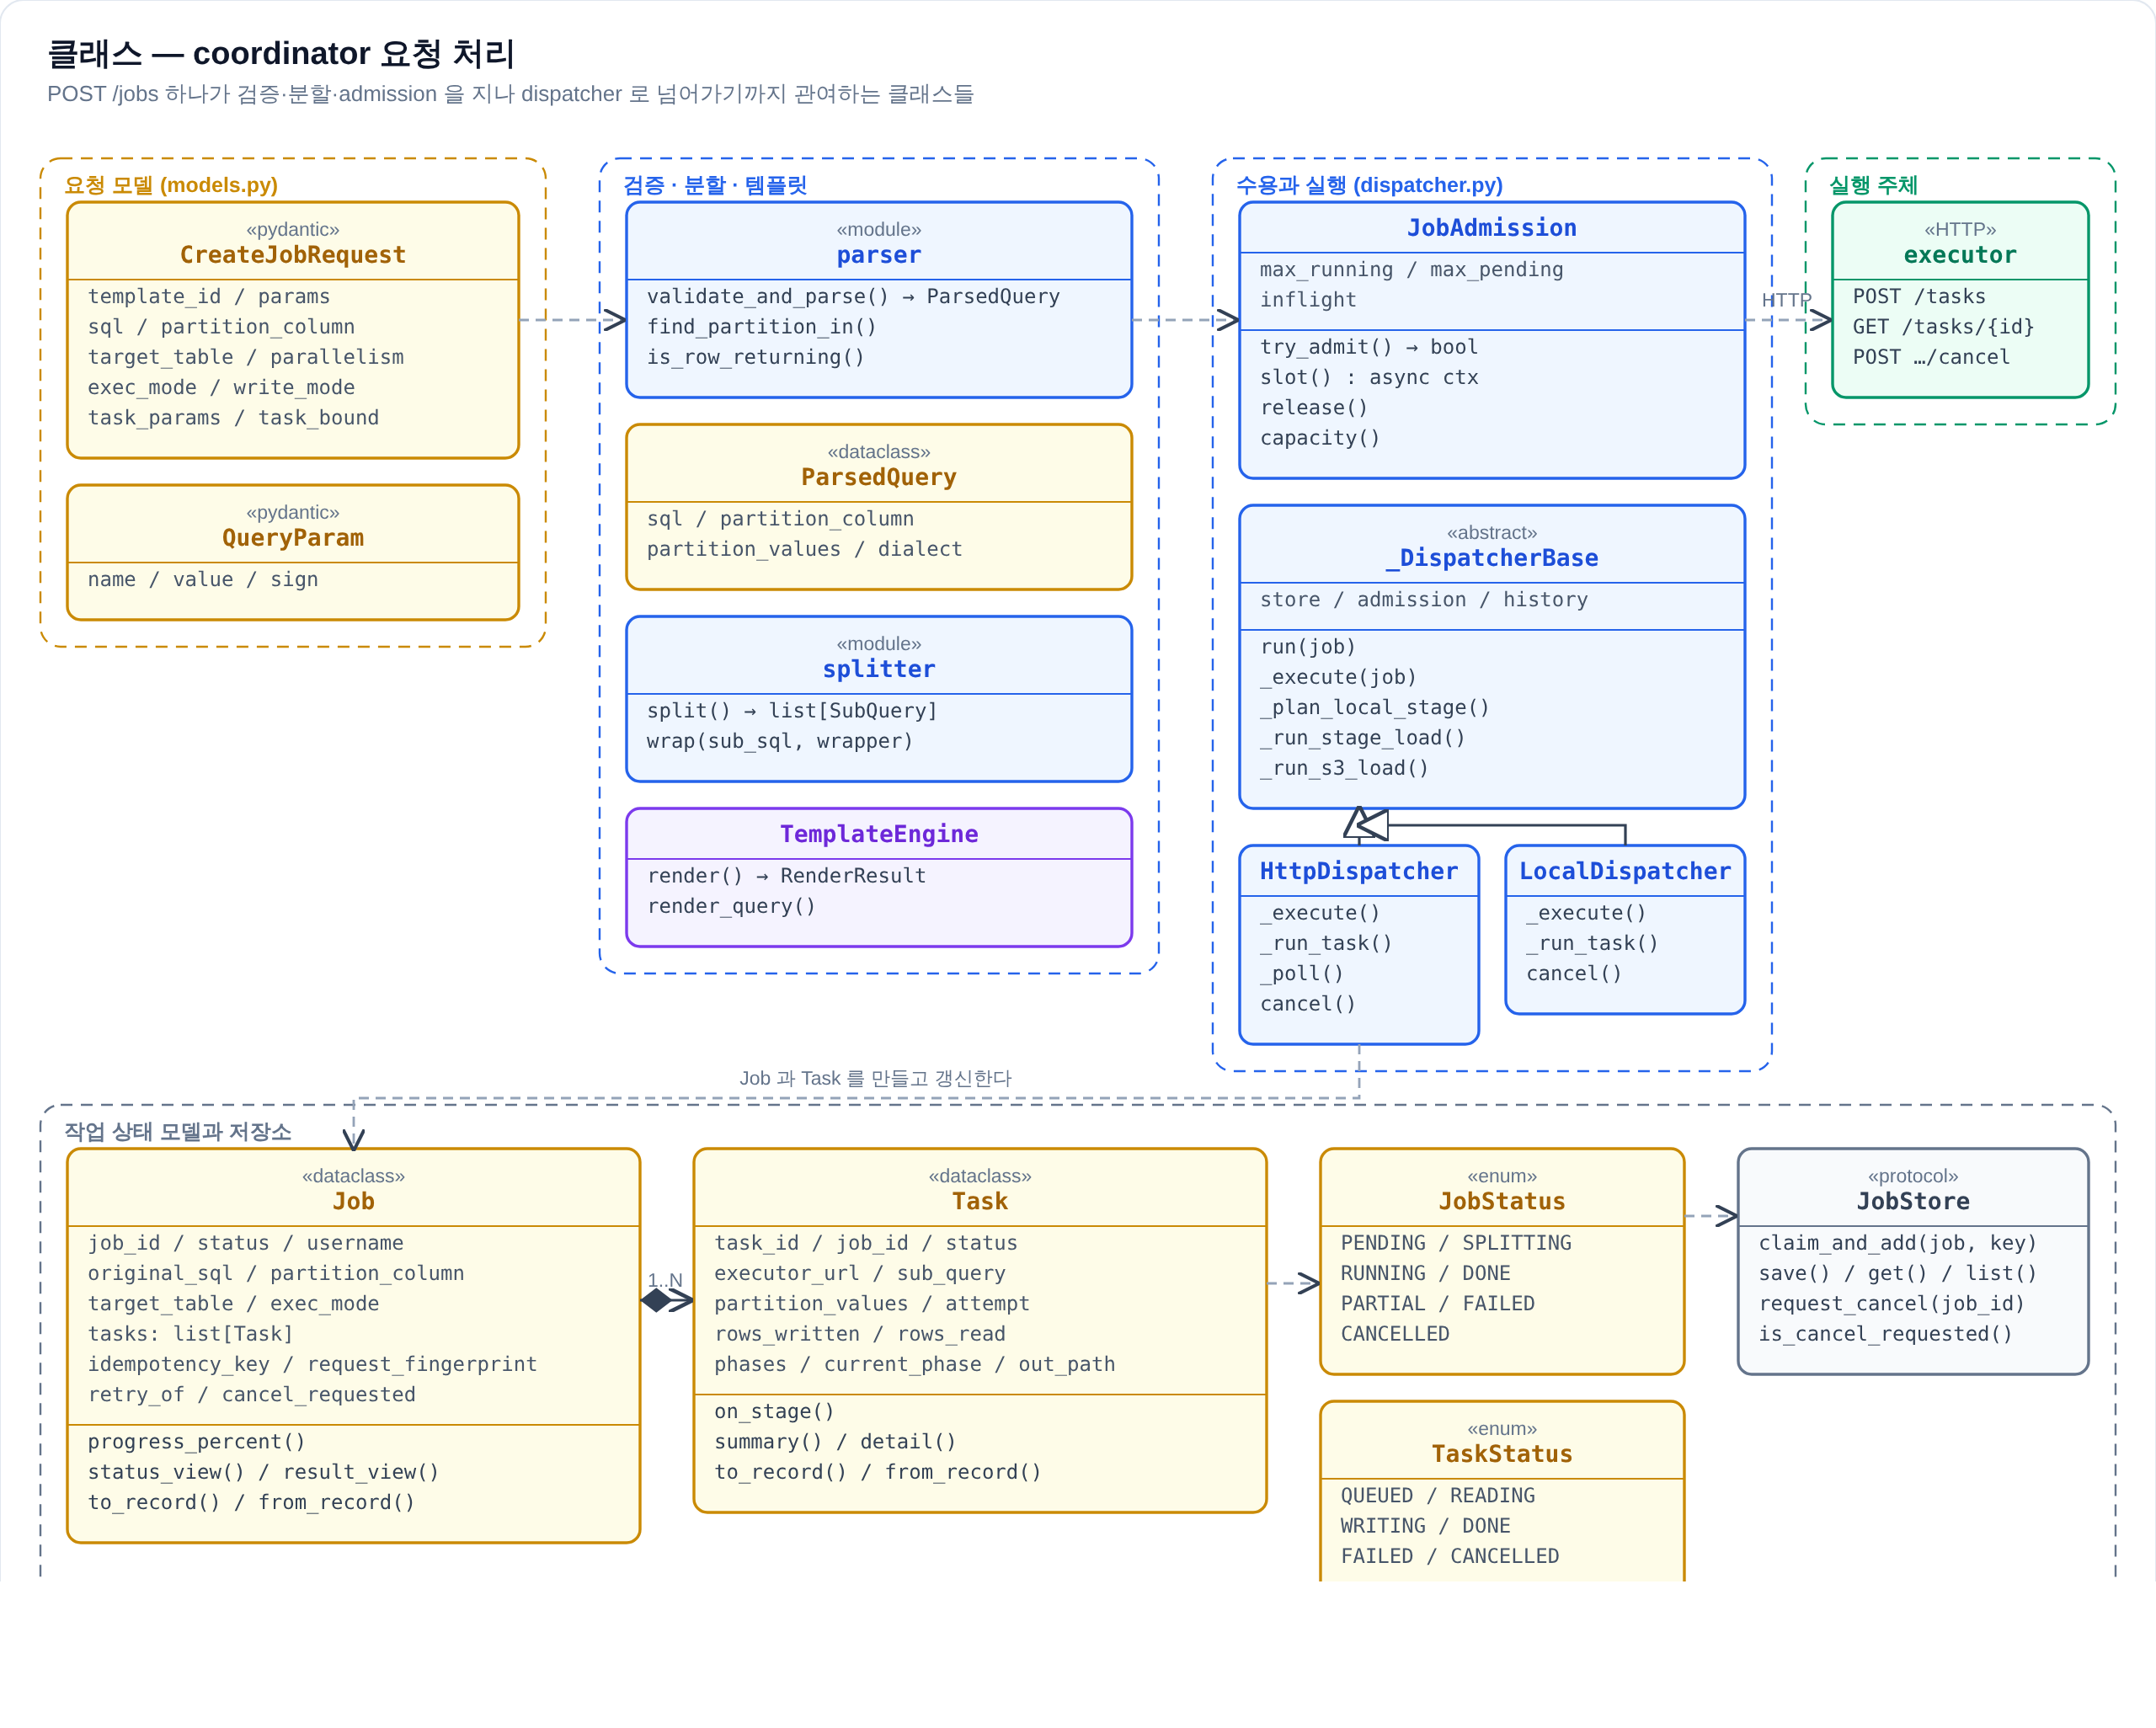 클래스 — coordinator 요청 처리
POST /jobs 하나가 검증·분할·admission 을 지나 dispatcher 로 넘어가기까지 관여하는 클래스들
요청 모델 (models.py)
«pydantic»
CreateJobRequest
template_id / params
sql / partition_column
target_table / parallelism
exec_mode / write_mode
task_params / task_bound
«pydantic»
QueryParam
name / value / sign
검증 · 분할 · 템플릿
«module»
parser
validate_and_parse() → ParsedQuery
find_partition_in()
is_row_returning()
«dataclass»
ParsedQuery
sql / partition_column
partition_values / dialect
«module»
splitter
split() → list[SubQuery]
wrap(sub_sql, wrapper)
TemplateEngine
render() → RenderResult
render_query()
수용과 실행 (dispatcher.py)
JobAdmission
max_running / max_pending
inflight
try_admit() → bool
slot() : async ctx
release()
capacity()
«abstract»
_DispatcherBase
store / admission / history
run(job)
_execute(job)
_plan_local_stage()
_run_stage_load()
_run_s3_load()
HttpDispatcher
_execute()
_run_task()
_poll()
cancel()
LocalDispatcher
_execute()
_run_task()
cancel()
HTTP
실행 주체
«HTTP»
executor
POST /tasks
GET /tasks/{id}
POST …/cancel
Job 과 Task 를 만들고 갱신한다
작업 상태 모델과 저장소
«dataclass»
Job
job_id / status / username
original_sql / partition_column
target_table / exec_mode
tasks: list[Task]
idempotency_key / request_fingerprint
retry_of / cancel_requested
progress_percent()
status_view() / result_view()
to_record() / from_record()
1..N
«dataclass»
Task
task_id / job_id / status
executor_url / sub_query
partition_values / attempt
rows_written / rows_read
phases / current_phase / out_path
on_stage()
summary() / detail()
to_record() / from_record()
«enum»
JobStatus
PENDING / SPLITTING
RUNNING / DONE
PARTIAL / FAILED
CANCELLED
«enum»
TaskStatus
QUEUED / READING
WRITING / DONE
FAILED / CANCELLED
«protocol»
JobStore
claim_and_add(job, key)
save() / get() / list()
request_cancel(job_id)
is_cancel_requested()